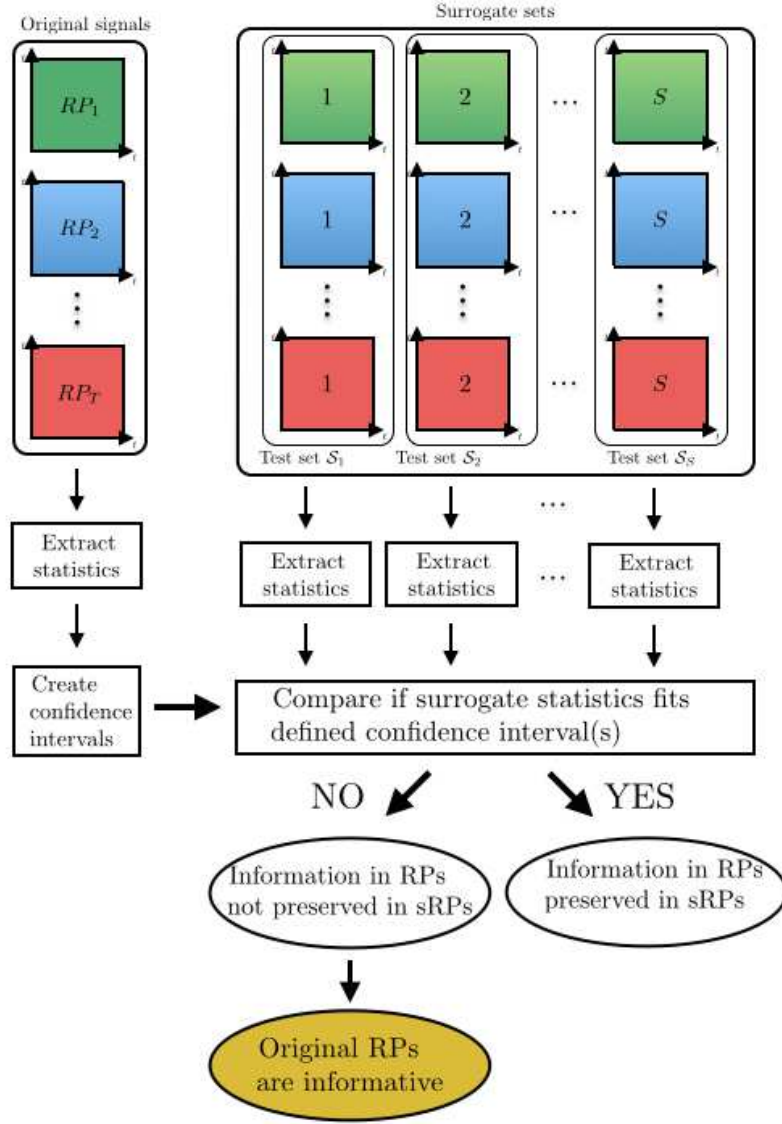 Original signals
Surrogate sets
RP₁
1
2
...
S
RP₂
1
2
...
S
RP_T
1
2
...
S
Test set S₁
Test set S₂
Test set S_S
...
Extract
statistics
Extract
statistics
Extract
statistics
...
Extract
statistics
Create
confidence
intervals
Compare if surrogate statistics fits
defined confidence interval(s)
NO
YES
Information in RPs
not preserved in sRPs
Information in RPs
preserved in sRPs
Original RPs
are informative